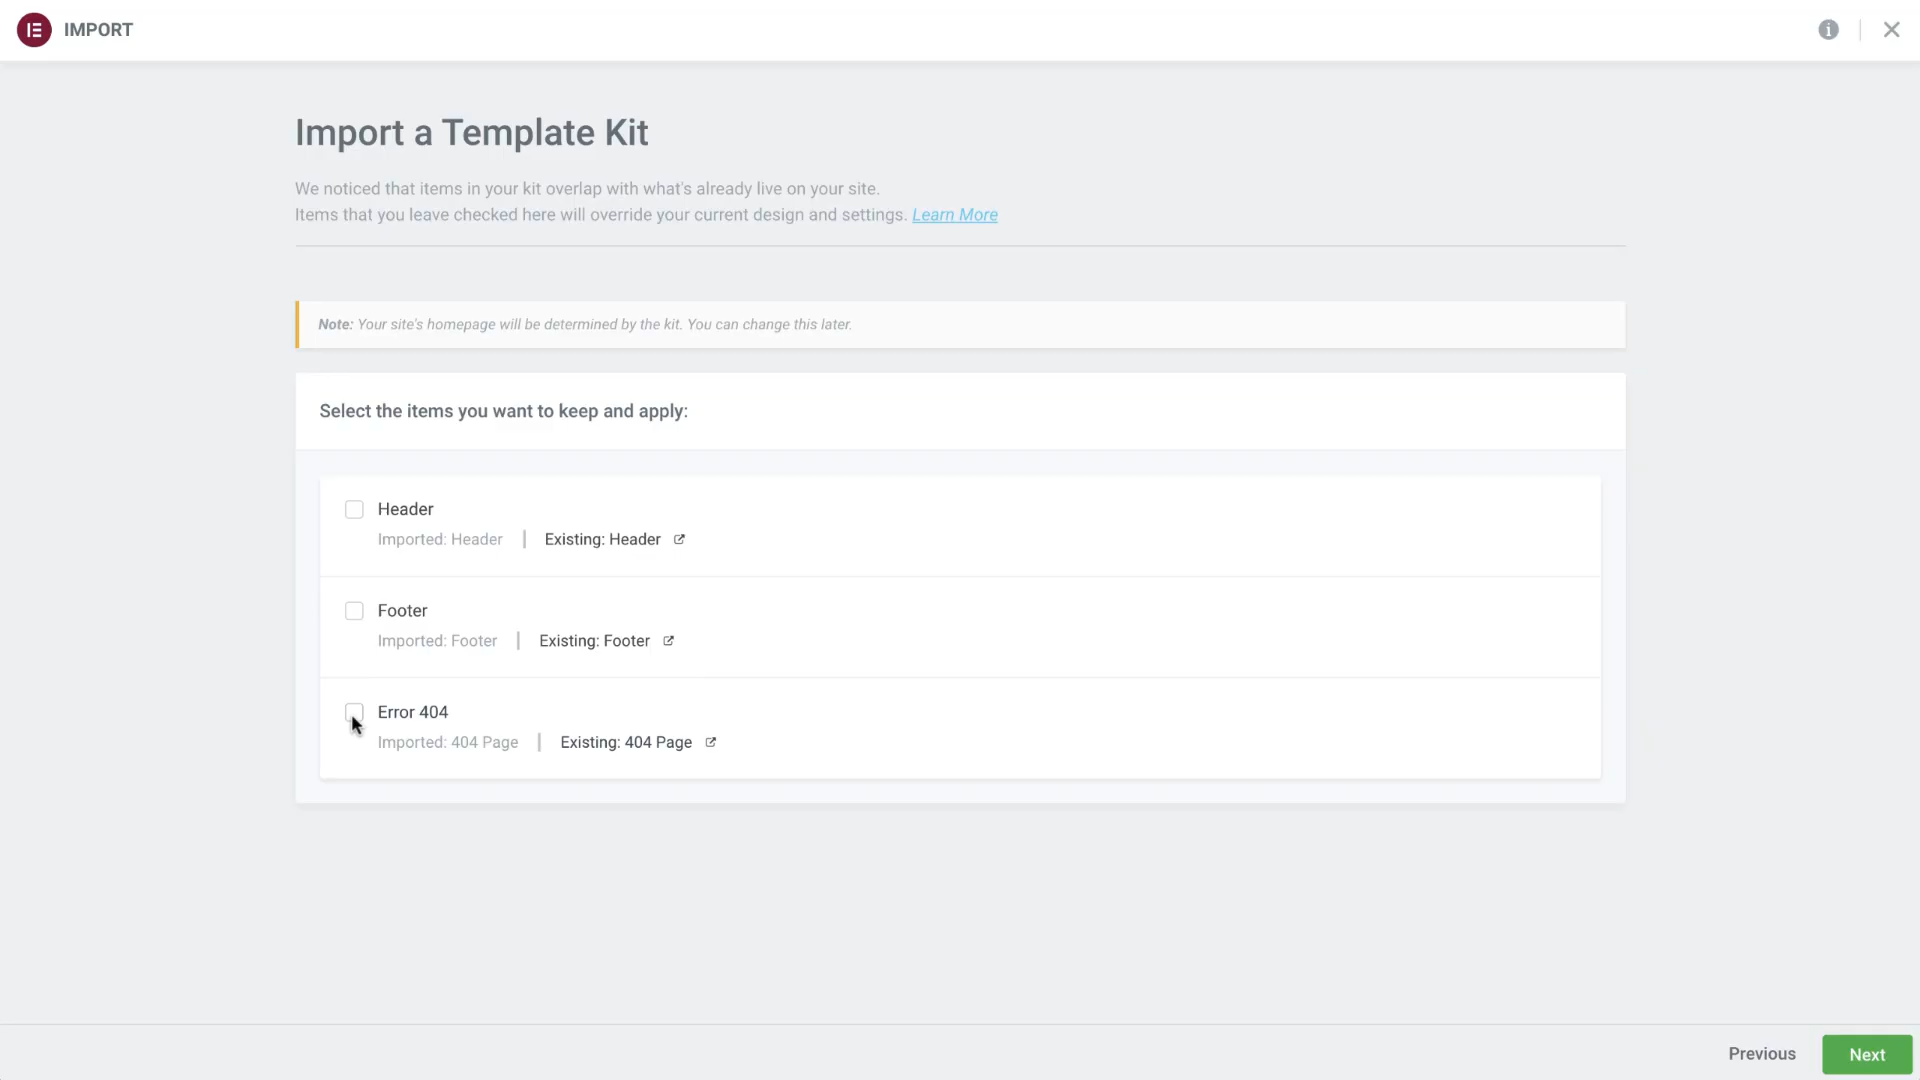 IMPORT
Import a Template Kit
We noticed that items in your kit overlap with what's already live on your site.
Items that you leave checked here will override your current design and settings. Learn More
Note: Your site's homepage will be determined by the kit. You can change this later.
Select the items you want to keep and apply:
Header
Imported: Header | Existing: Header
Footer
Imported: Footer | Existing: Footer
Error 404
Imported: 404 Page | Existing: 404 Page
Previous Next